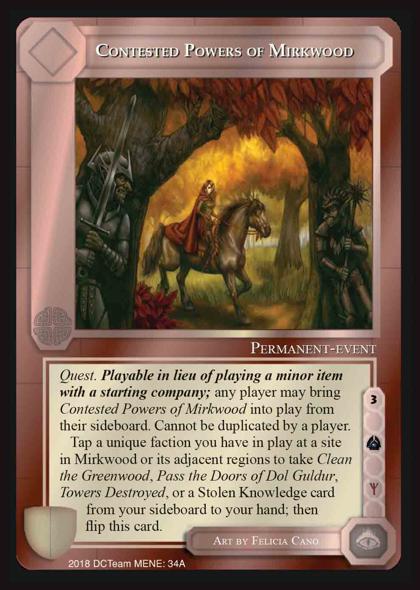 Contested Powers of Mirkwood
Permanent-event
Quest. Playable in lieu of playing a minor item
with a starting company; any player may bring
Contested Powers of Mirkwood into play from
their sideboard. Cannot be duplicated by a player.
Tap a unique faction you have in play at a site
in Mirkwood or its adjacent regions to take Clean
the Greenwood, Pass the Doors of Dol Guldur,
Towers Destroyed, or a Stolen Knowledge card
from your sideboard to your hand; then
flip this card.
3
Art by Felicia Cano
2018 DCTeam MENE: 34A